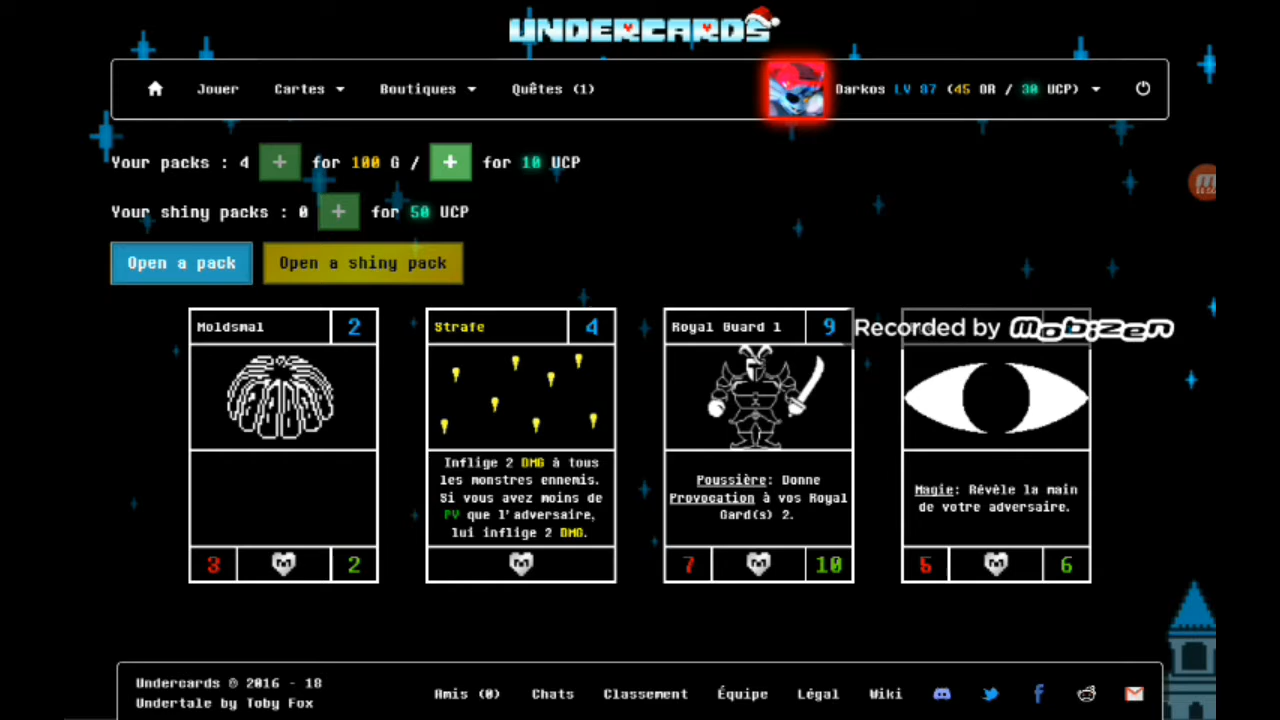 UNDERCARDS
Jouer
Cartes
Boutiques
Quêtes (1)
Darkos LV 87 (45 OR / 30 UCP)
Your packs : 4 + for 100 G / + for 10 UCP
Your shiny packs : 0 + for 50 UCP
Open a pack
Open a shiny pack
Moldsmal 2
3 2
Strafe 4
Inflige 2 DMG à tous
les monstres ennemis.
Si vous avez moins de
PV que l'adversaire,
lui inflige 2 DMG.
Royal Guard 1 9
Poussière: Donne
Provocation à vos Royal
Gard(s) 2.
7 10
Recorded by mobizen
Magie: Révèle la main
de votre adversaire.
5 6
Undercards © 2016 - 18
Undertale by Toby Fox
Amis (0)
Chats
Classement
Équipe
Légal
Wiki